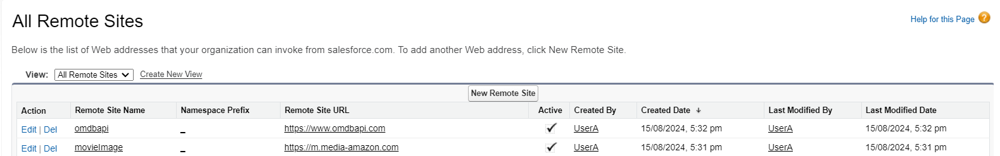 All Remote Sites
Help for this Page ?
Below is the list of Web addresses that your organization can invoke from salesforce.com. To add another Web address, click New Remote Site.
View: All Remote Sites Create New View
New Remote Site
Action Remote Site Name Namespace Prefix Remote Site URL Active Created By Created Date ↓ Last Modified By Last Modified Date
Edit | Del omdbapi _ https://www.omdbapi.com ✓ UserA 15/08/2024, 5:32 pm UserA 15/08/2024, 5:32 pm
Edit | Del movieImage _ https://m.media-amazon.com ✓ UserA 15/08/2024, 5:31 pm UserA 15/08/2024, 5:31 pm